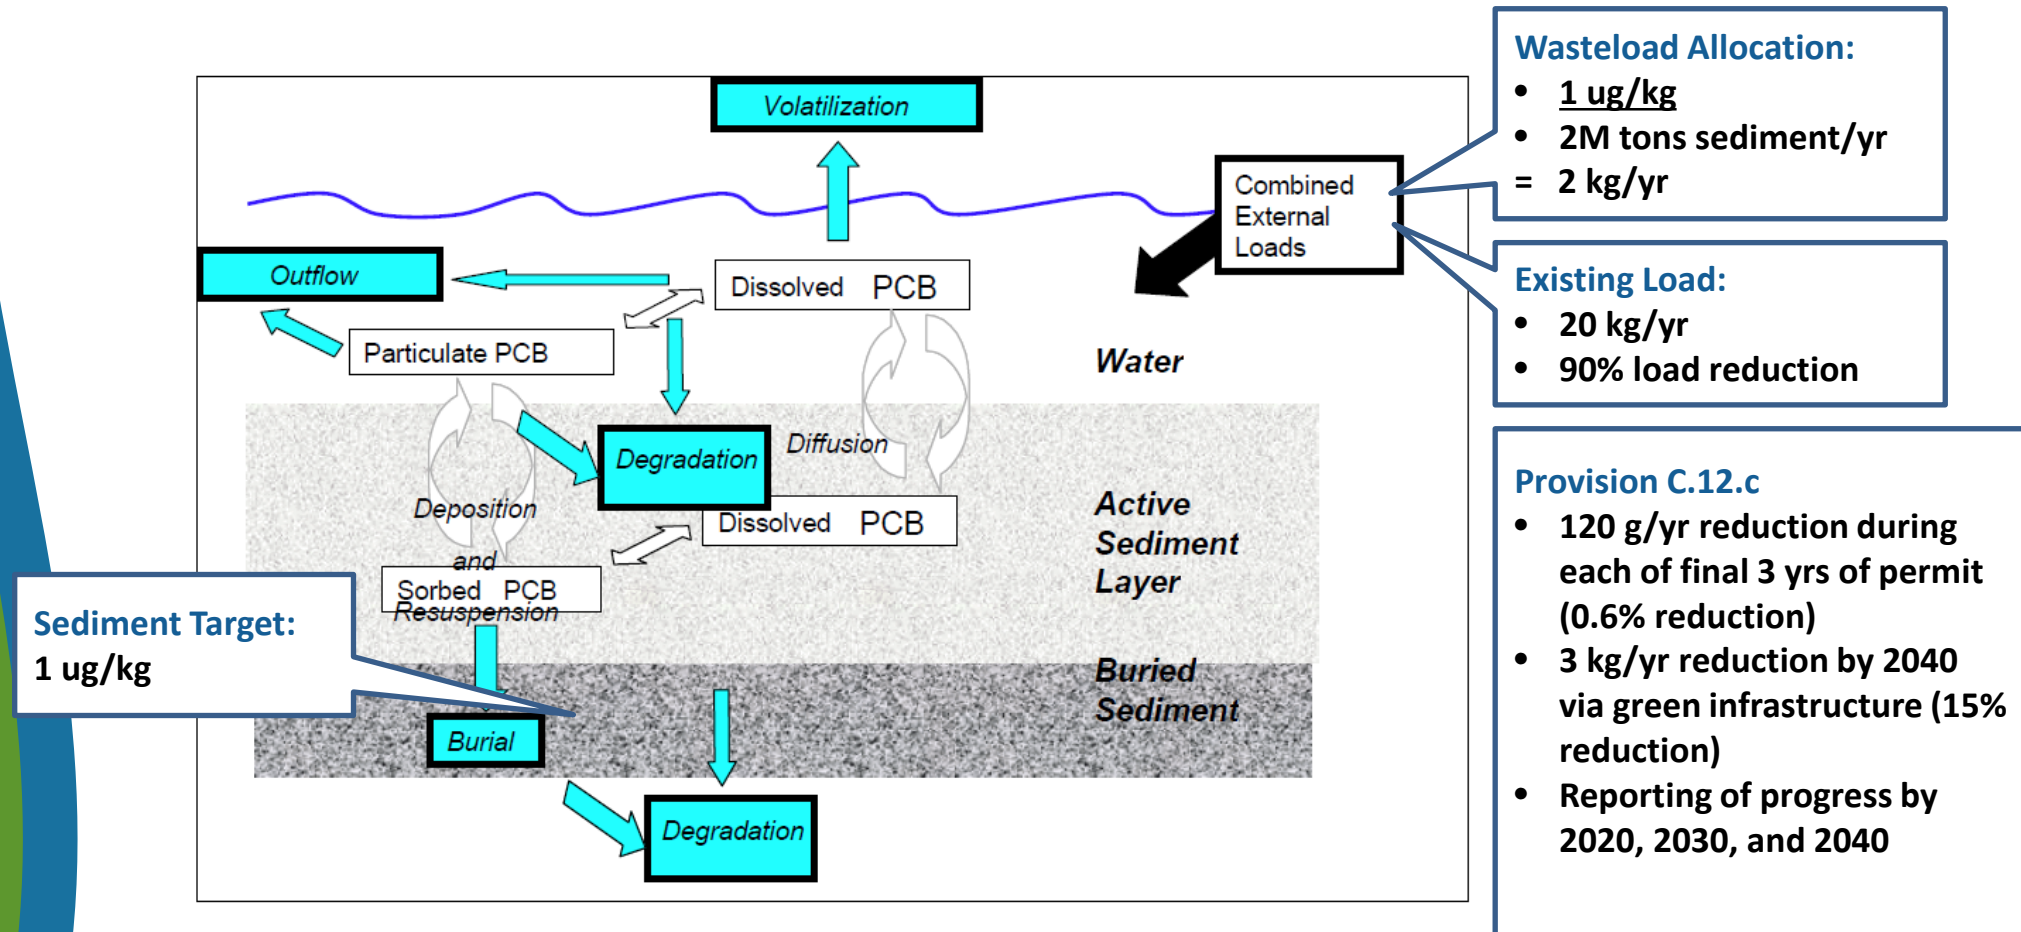 Wasteload Allocation:
• 1 ug/kg
• 2M tons sediment/yr
= 2 kg/yr
Volatilization
Combined
External
Loads
Outflow
Dissolved PCB
Existing Load:
• 20 kg/yr
• 90% load reduction
Particulate PCB
Water
Degradation
Diffusion
Deposition
and
Resuspension
Dissolved PCB
Active
Sediment
Layer
Sorbed PCB
Provision C.12.c
• 120 g/yr reduction during
each of final 3 yrs of permit
(0.6% reduction)
• 3 kg/yr reduction by 2040
via green infrastructure (15%
reduction)
• Reporting of progress by
2020, 2030, and 2040
Sediment Target:
1 ug/kg
Buried
Sediment
Burial
Degradation